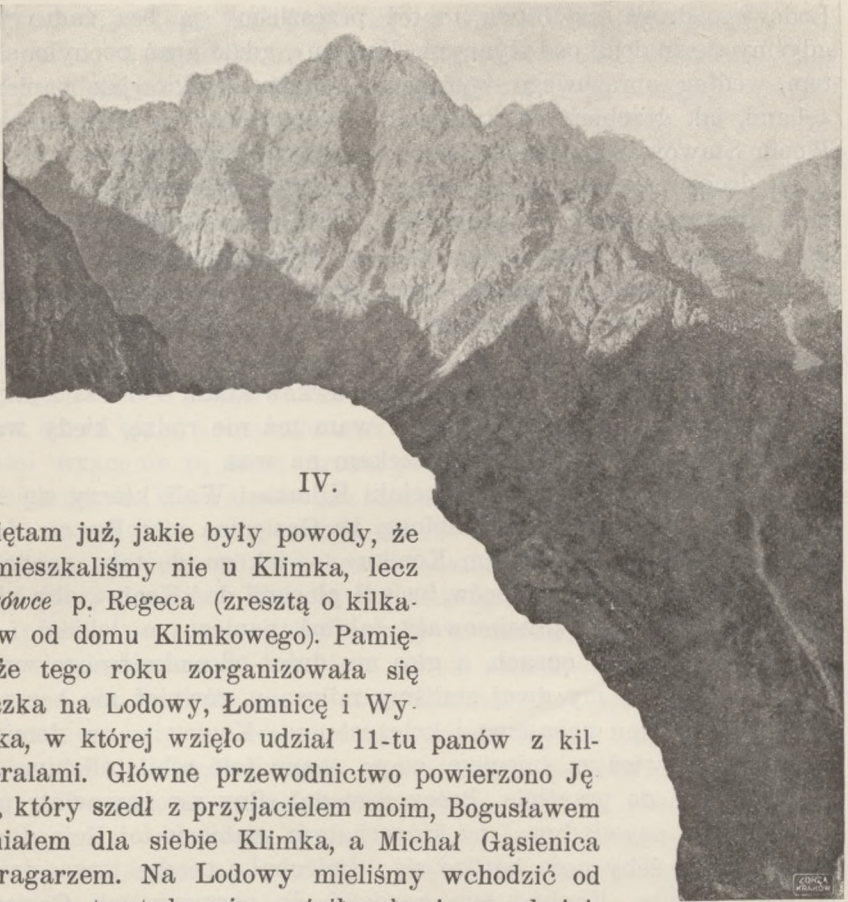 IV.
iętam już, jakie były powody, że
mieszkaliśmy nie u Klimka, lecz
ówce p. Regeca (zresztą o kilka-
w od domu Klimkowego). Pamię-
że tego roku zorganizowała się
czka na Lodowy, Łomnicę i Wy-
ka, w której wzięło udział 11-tu panów z kil-
ralami. Główne przewodnictwo powierzono Ję
, który szedł z przyjacielem moim, Bogusławem
niałem dla siebie Klimka, a Michał Gąsienica
ragarzem. Na Lodowy mieliśmy wchodzić od
KRAKÓW